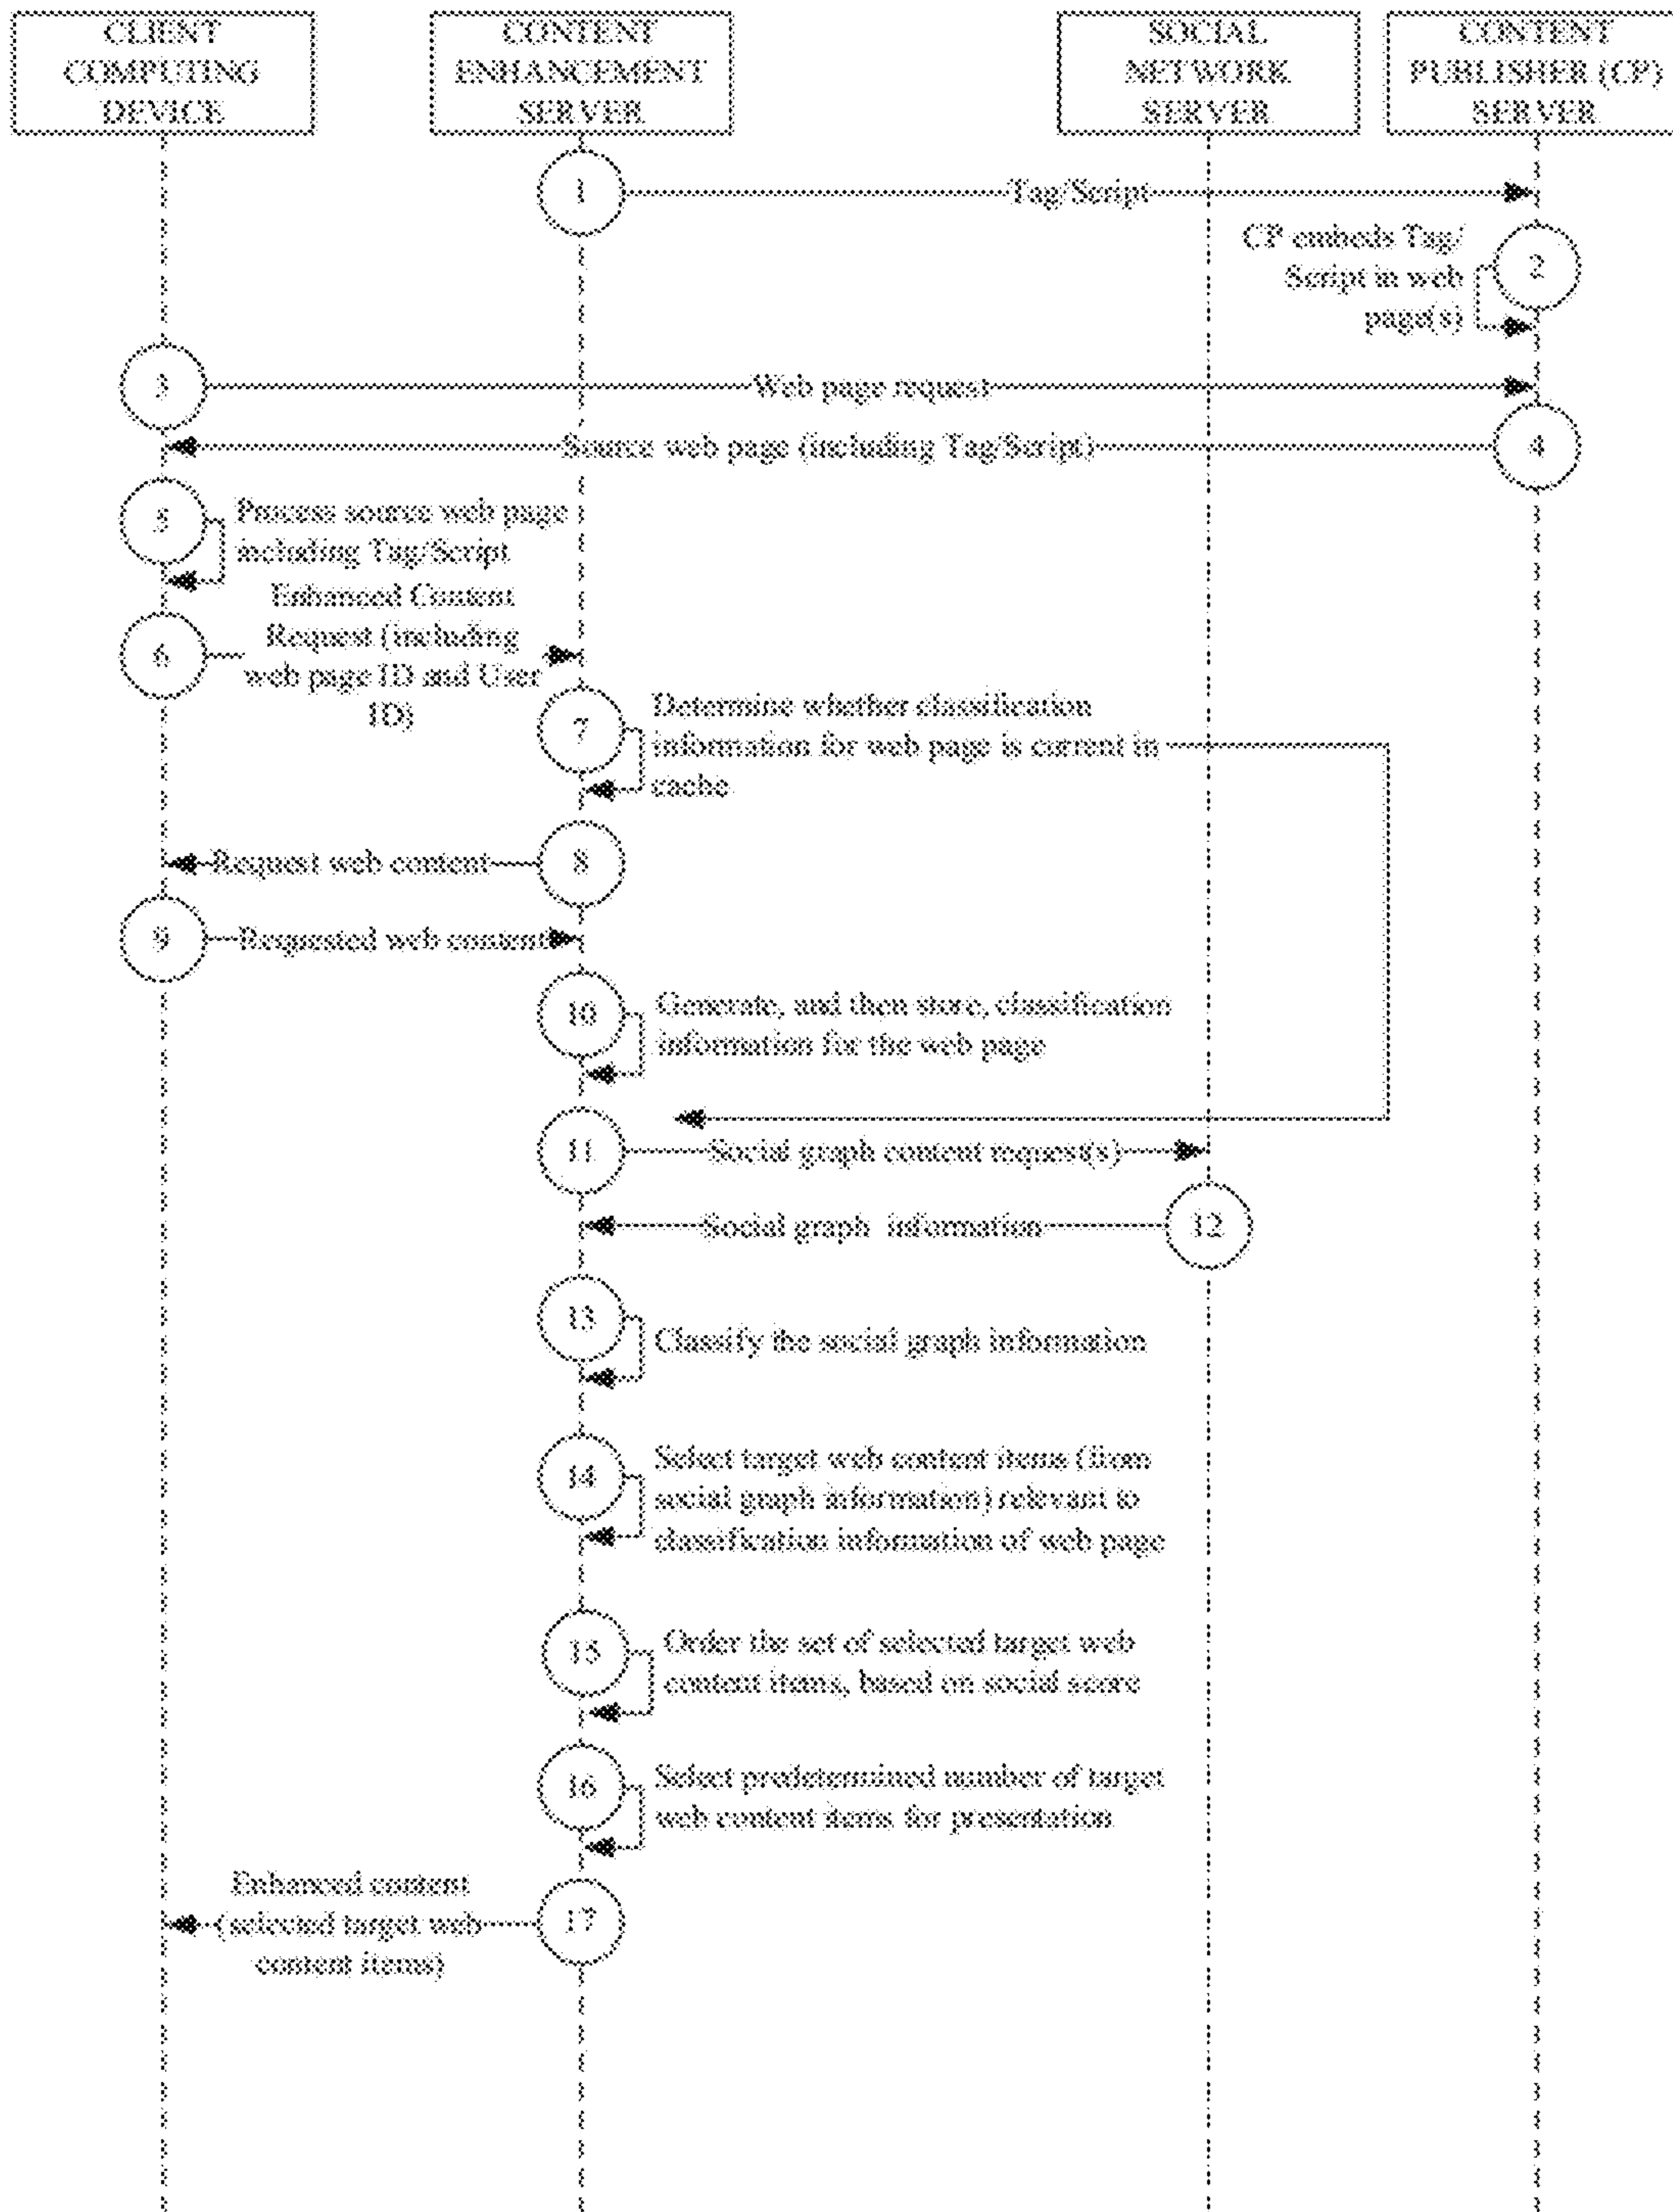 CLIENT
COMPUTING
DEVICE
CONTENT
ENHANCEMENT
SERVER
SOCIAL
NETWORK
SERVER
CONTENT
PUBLISHER (CP)
SERVER
1
Tag/Script
CP embeds Tag/
Script in web
page(s)
2
3
Web page request
Source web page (including Tag/Script)
4
5
Process source web page
including Tag/Script
Enhanced Content
Request (including
web page ID and User
ID)
6
7
Determine whether classification
information for web page is current in
cache
Request web content
8
9
Requested web content
10
Generate, and then store, classification
information for the web page
11
Social graph content request(s)
Social graph information
12
13
Classify the social graph information
14
Select target web content items (from
social graph information) relevant to
classification information of web page
15
Order the set of selected target web
content items, based on social score
16
Select predetermined number of target
web content items for presentation
Enhanced content
(selected target web
content items)
17